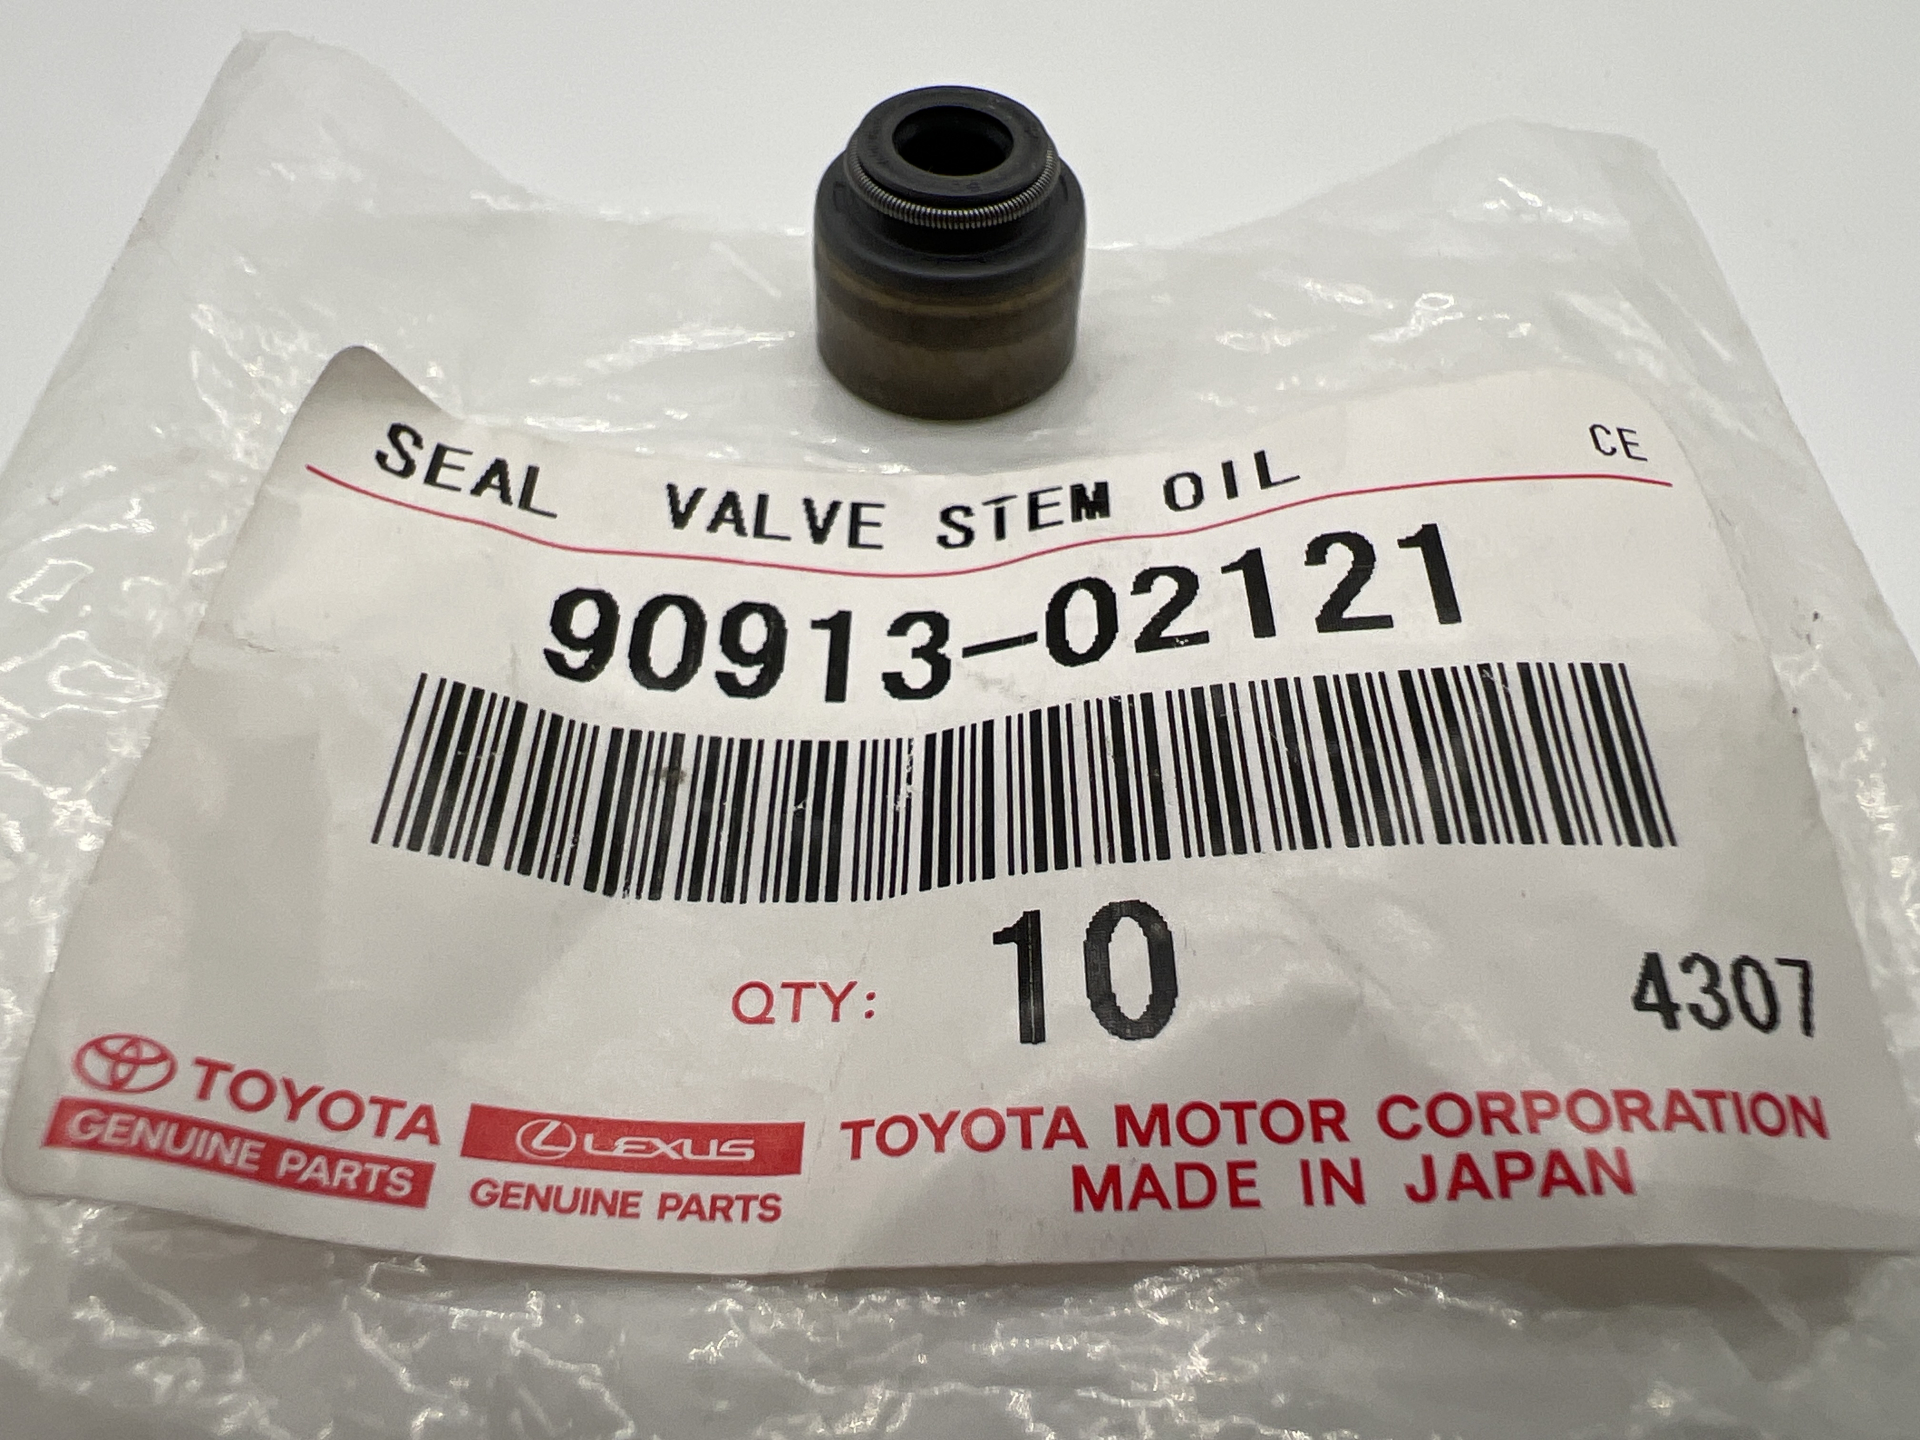 SEAL VALVE STEM OIL CE
90913-02121
QTY: 10 4307
TOYOTA
GENUINE PARTS
LEXUS
GENUINE PARTS
TOYOTA MOTOR CORPORATION
MADE IN JAPAN